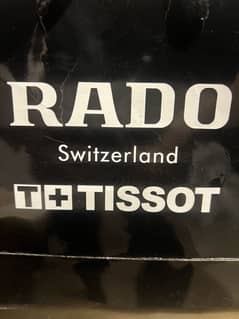 RADO
Switzerland
T+ TISSOT